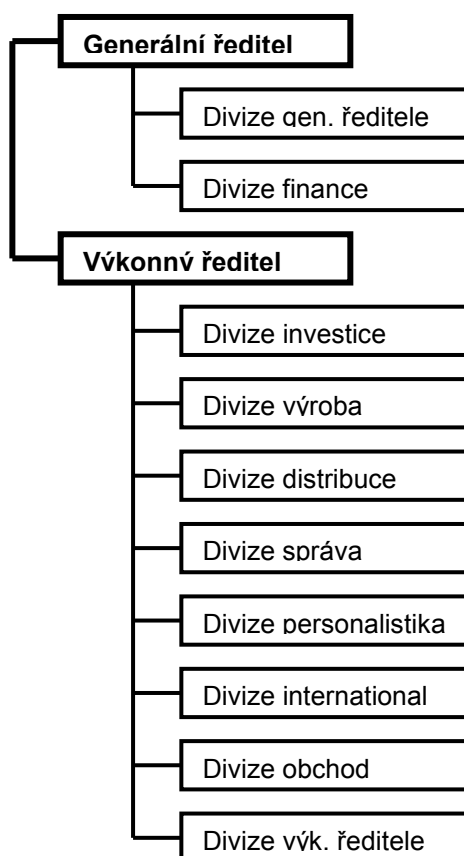 Generální ředitel
Divize gen. ředitele
Divize finance
Výkonný ředitel
Divize investice
Divize výroba
Divize distribuce
Divize správa
Divize personalistika
Divize international
Divize obchod
Divize výk. ředitele